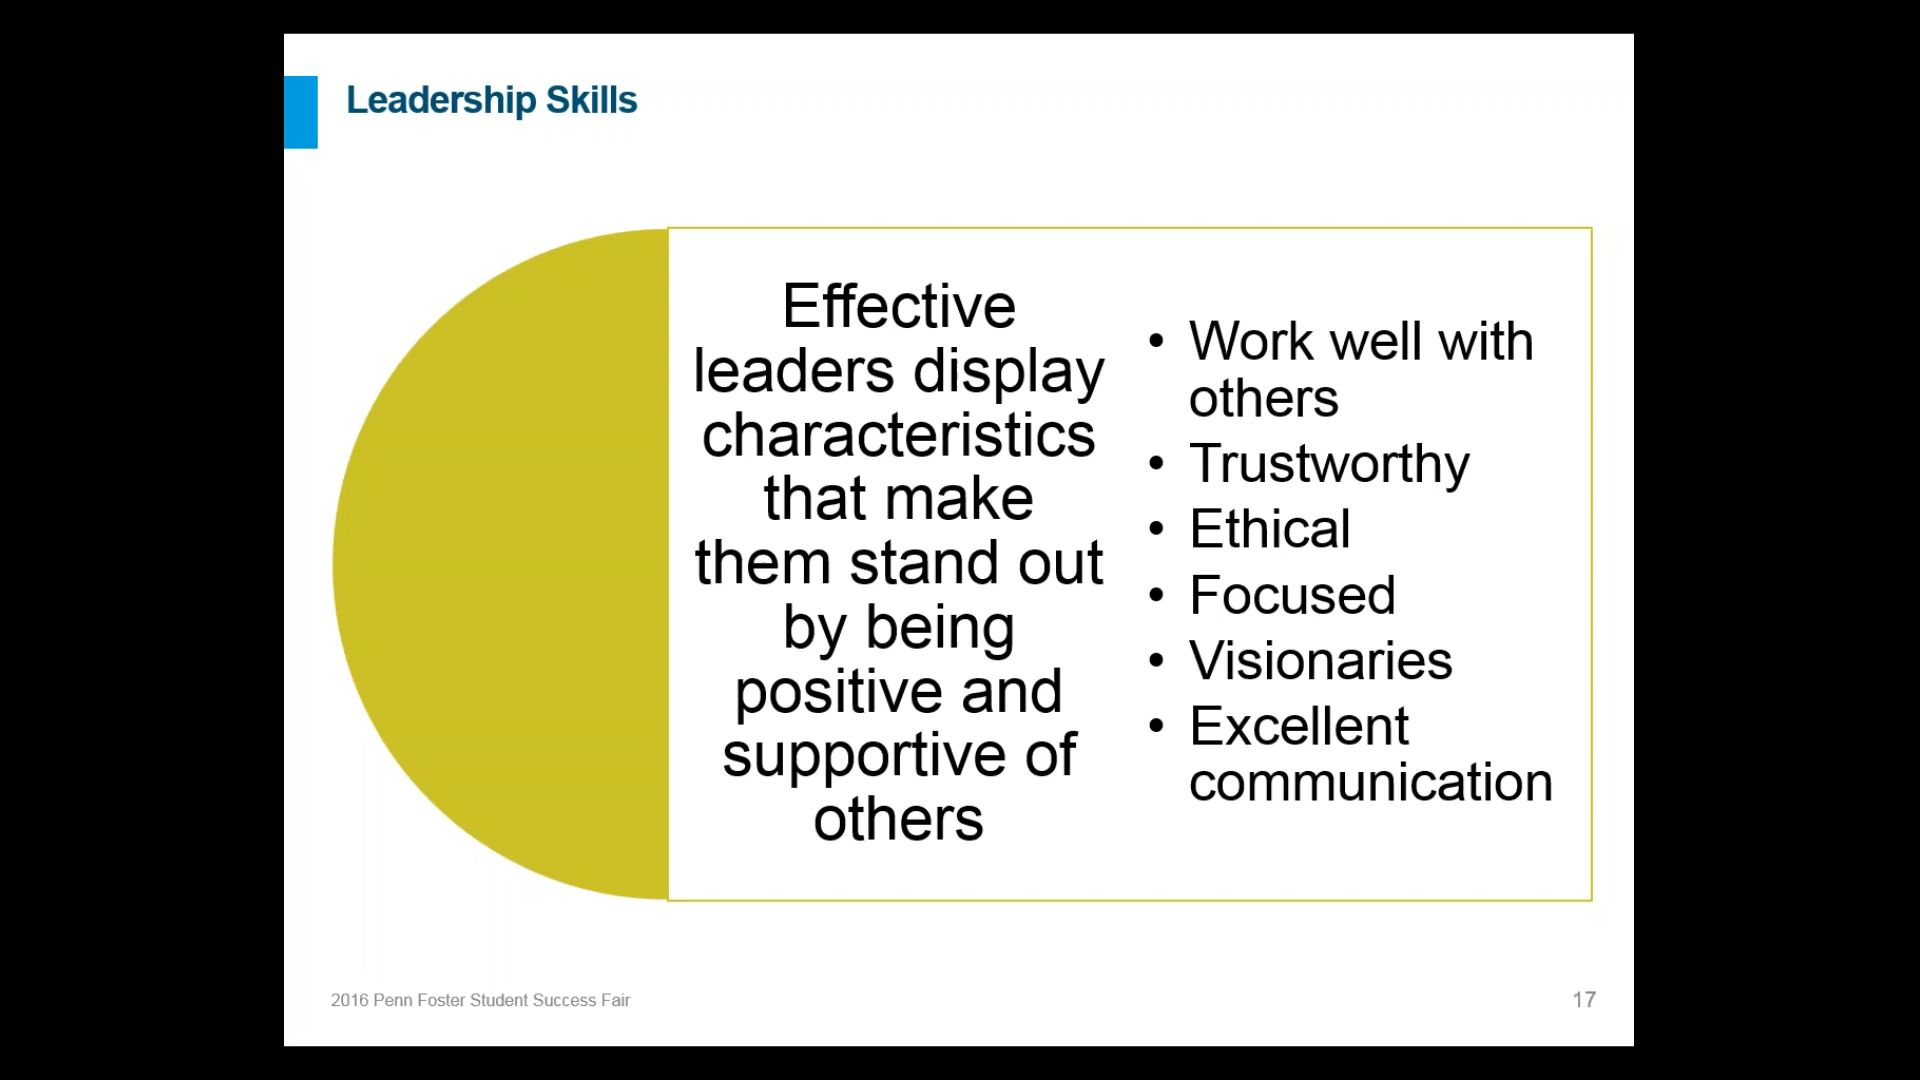 Leadership Skills
Effective
leaders display
characteristics
that make
them stand out
by being
positive and
supportive of
others
• Work well with
others
• Trustworthy
• Ethical
• Focused
• Visionaries
• Excellent
communication
2016 Penn Foster Student Success Fair
17